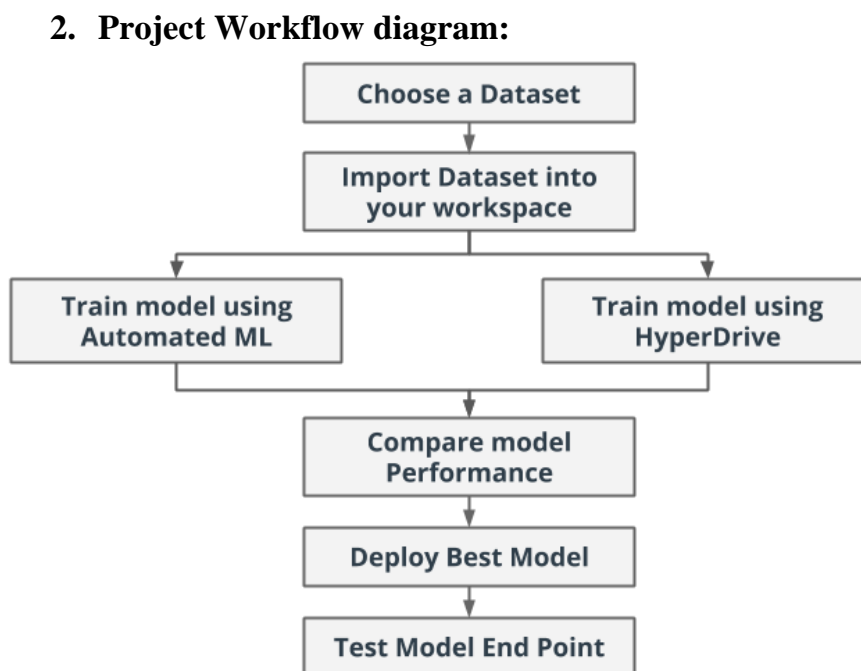 2. Project Workflow diagram:
Choose a Dataset
Import Dataset into
your workspace
Train model using
Automated ML
Train model using
HyperDrive
Compare model
Performance
Deploy Best Model
Test Model End Point